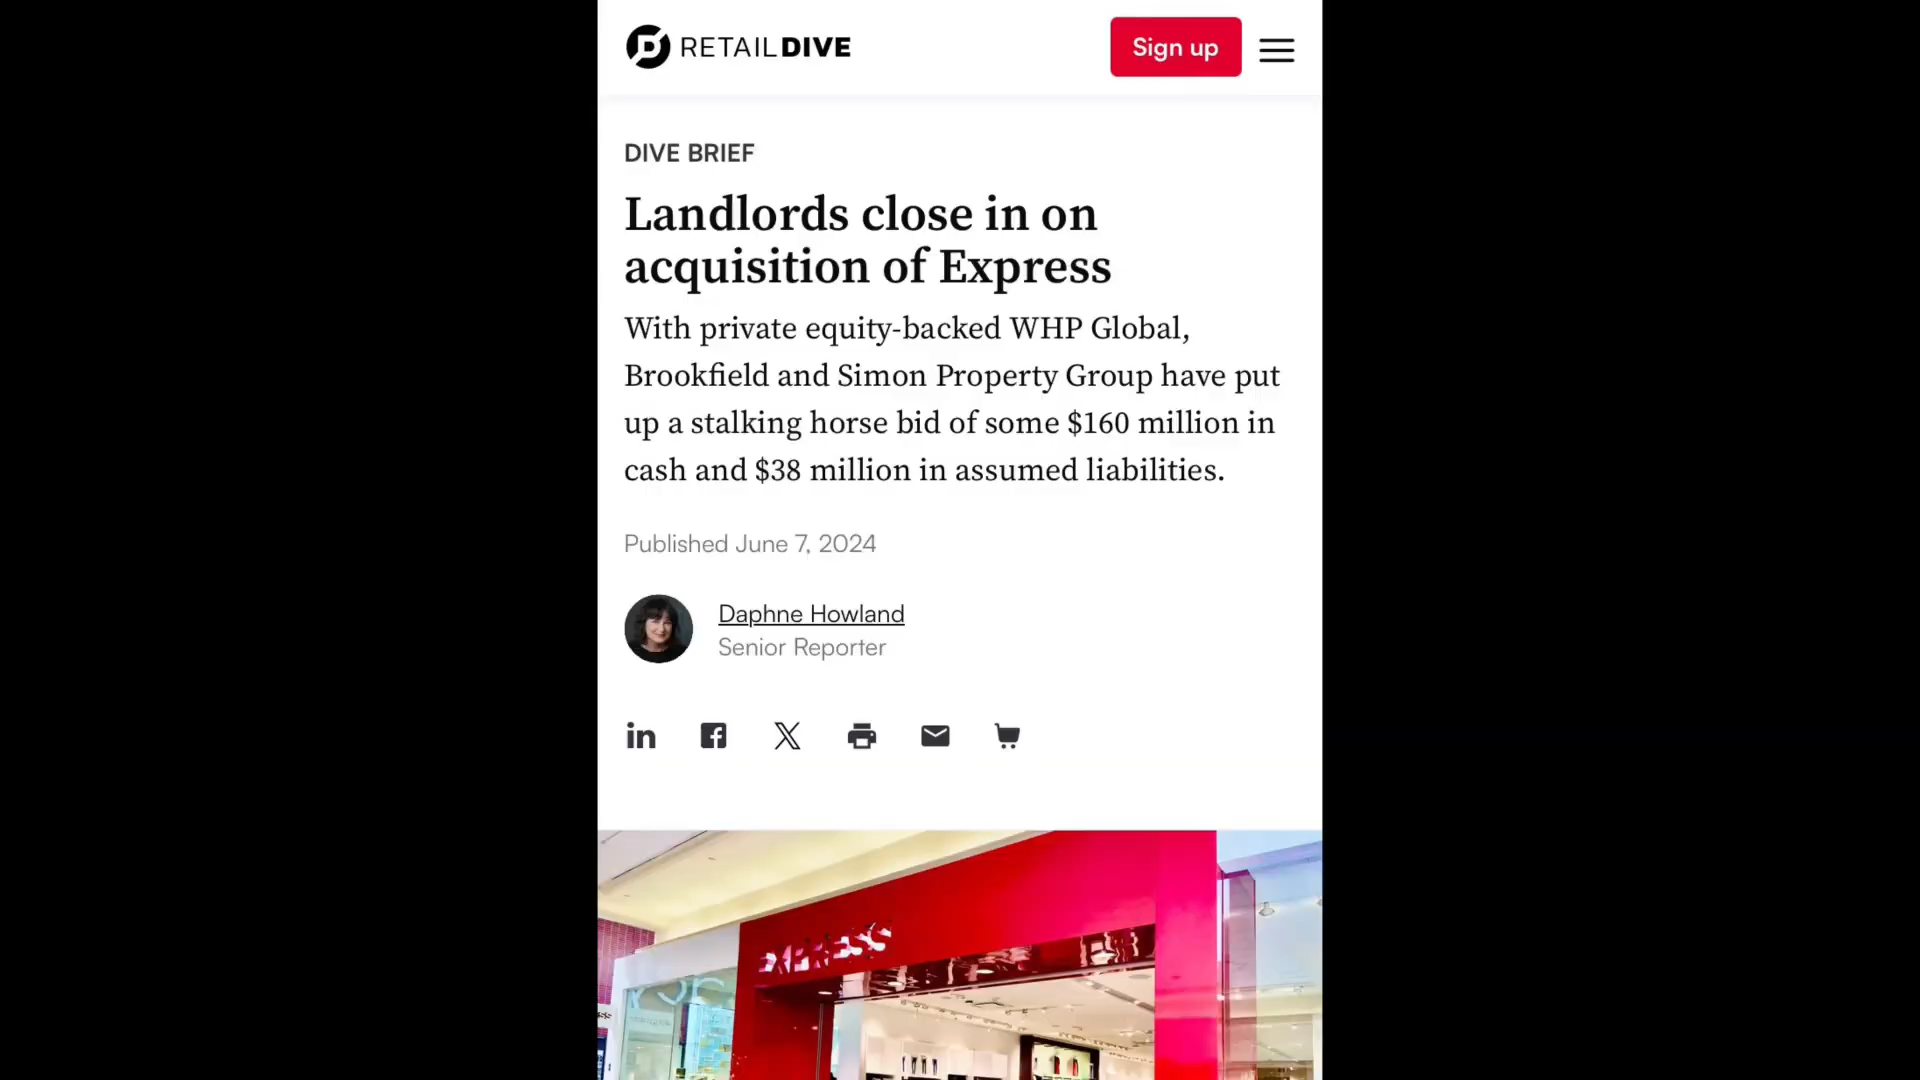 RETAIL DIVE
Sign up
DIVE BRIEF
Landlords close in on
acquisition of Express
With private equity-backed WHP Global,
Brookfield and Simon Property Group have put
up a stalking horse bid of some $160 million in
cash and $38 million in assumed liabilities.
Published June 7, 2024
Daphne Howland
Senior Reporter
EXPRESS